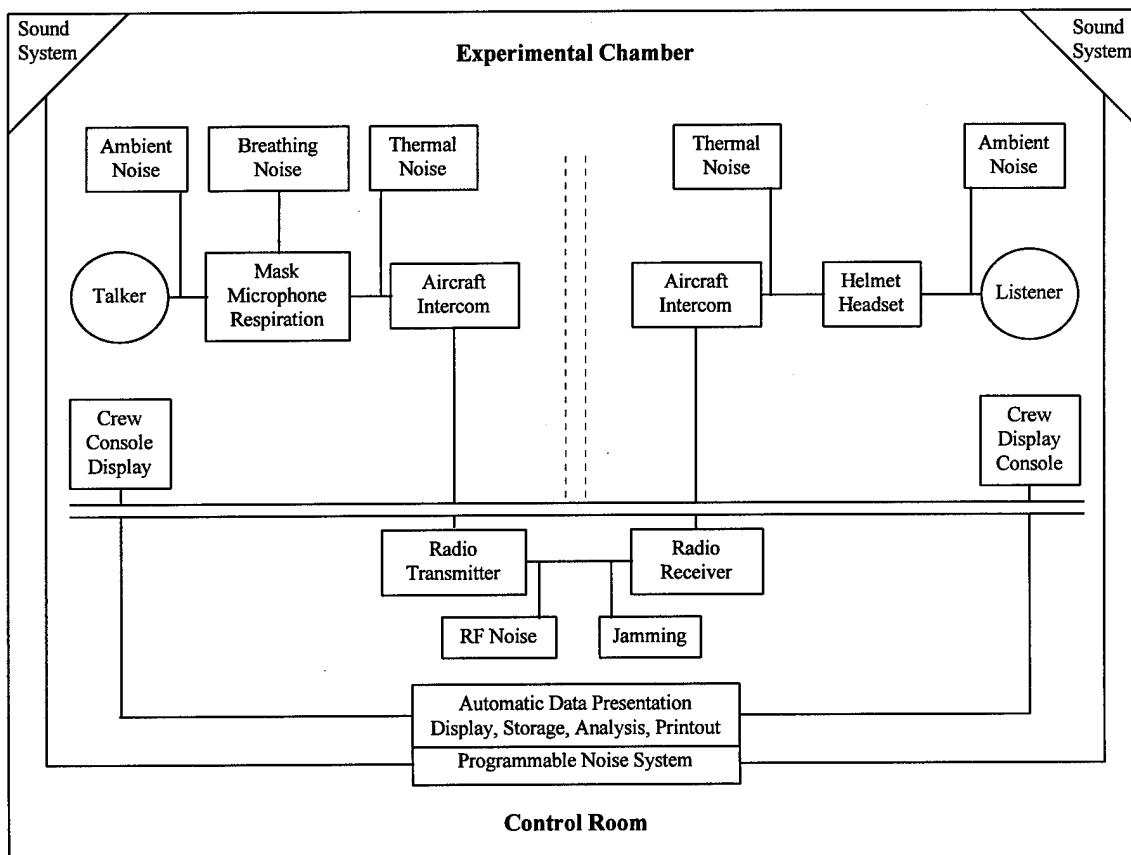 Sound
System
Experimental Chamber
Sound
System
Ambient
Noise
Breathing
Noise
Thermal
Noise
Thermal
Noise
Ambient
Noise
Talker
Mask
Microphone
Respiration
Aircraft
Intercom
Aircraft
Intercom
Helmet
Headset
Listener
Crew
Console
Display
Crew
Display
Console
Radio
Transmitter
Radio
Receiver
RF Noise
Jamming
Automatic Data Presentation
Display, Storage, Analysis, Printout
Programmable Noise System
Control Room